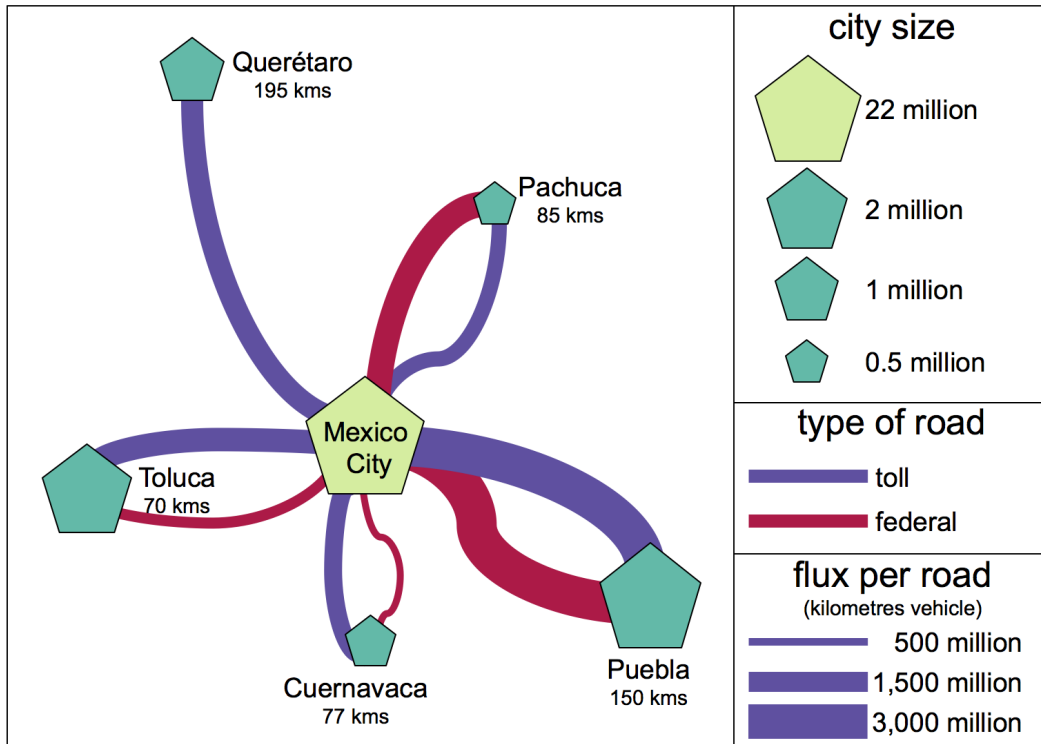 Querétaro
195 kms
Pachuca
85 kms
Mexico
City
Toluca
70 kms
Cuernavaca
77 kms
Puebla
150 kms
city size
22 million
2 million
1 million
0.5 million
type of road
toll
federal
flux per road
(kilometres vehicle)
500 million
1,500 million
3,000 million